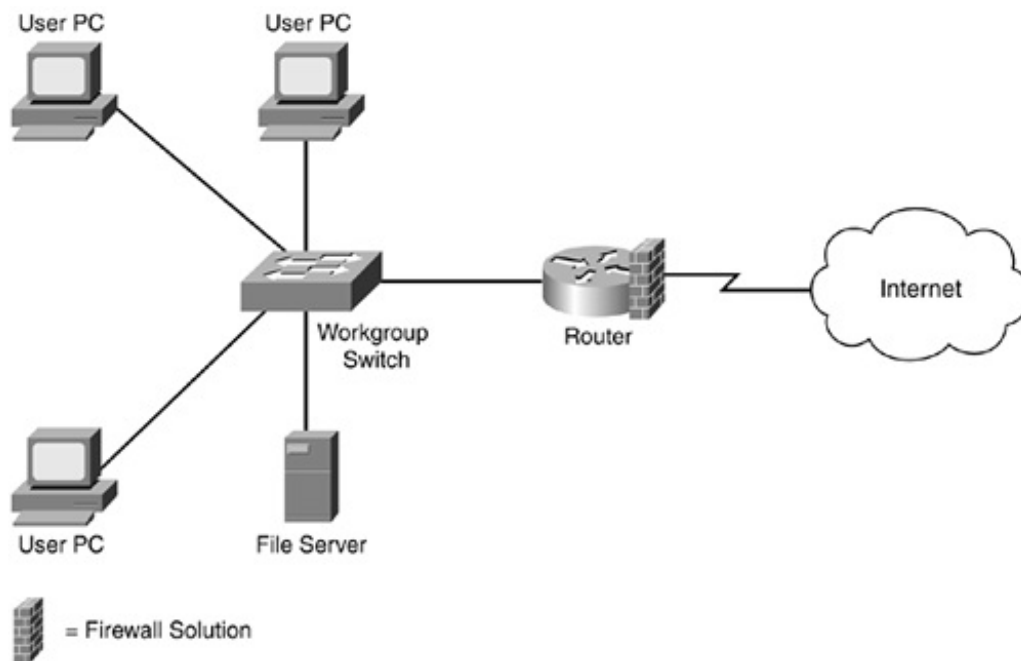 User PC
User PC
Workgroup
Switch
Router
Internet
User PC
File Server
= Firewall Solution